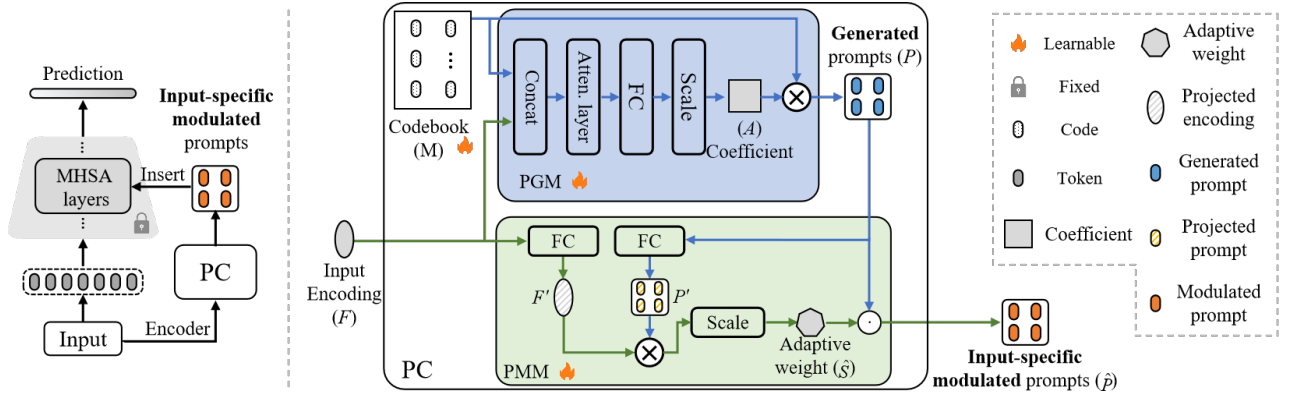 Prediction
MHSA
layers
Input-specific
modulated
prompts
Insert
PC
Encoder
Input
Codebook
(M)
Concat
Atten. layer
FC
Scale
(A)
Coefficient
PGM
Generated
prompts (P)
Input
Encoding
(F)
FC
FC
F'
P'
Scale
Adaptive
weight (Ŝ)
PMM
PC
Input-specific
modulated prompts (P̂)
Learnable
Fixed
Code
Token
Coefficient
Adaptive
weight
Projected
encoding
Generated
prompt
Projected
prompt
Modulated
prompt